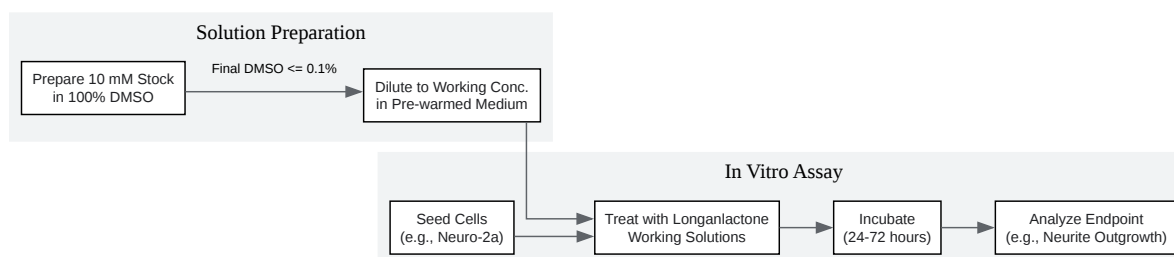 Solution Preparation
Prepare 10 mM Stock
in 100% DMSO
Final DMSO <= 0.1%
Dilute to Working Conc.
in Pre-warmed Medium
In Vitro Assay
Seed Cells
(e.g., Neuro-2a)
Treat with Longanlactone
Working Solutions
Incubate
(24-72 hours)
Analyze Endpoint
(e.g., Neurite Outgrowth)